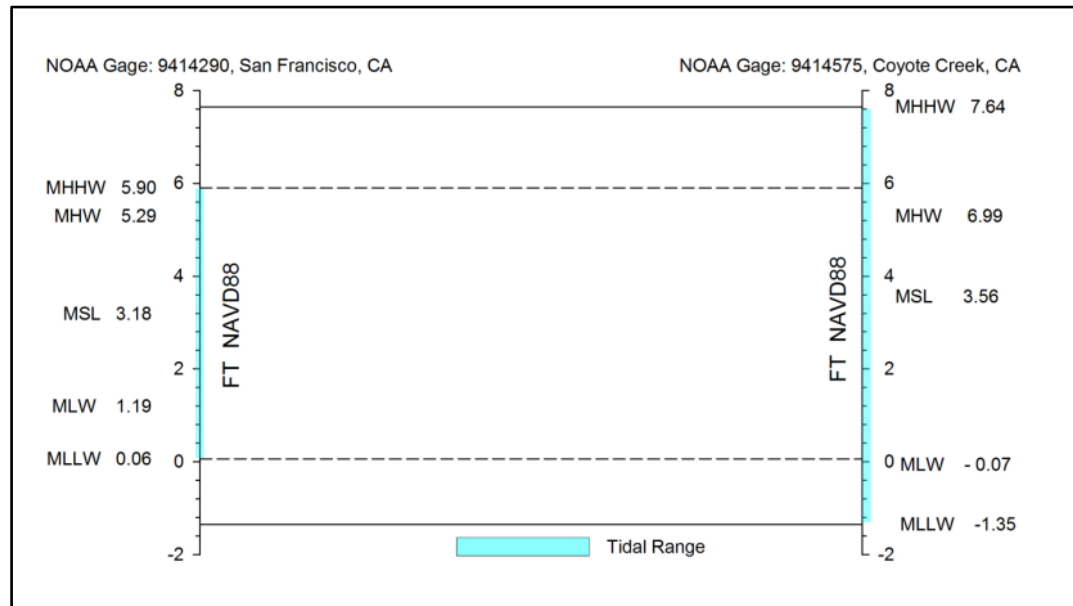 NOAA Gage: 9414290, San Francisco, CA
NOAA Gage: 9414575, Coyote Creek, CA
8
6
4
2
0
-2
MHHW 5.90
MHW 5.29
MSL 3.18
MLW 1.19
MLLW 0.06
FT NAVD88
FT NAVD88
8
6
4
2
0
-2
MHHW 7.64
MHW 6.99
MSL 3.56
MLW - 0.07
MLLW -1.35
Tidal Range